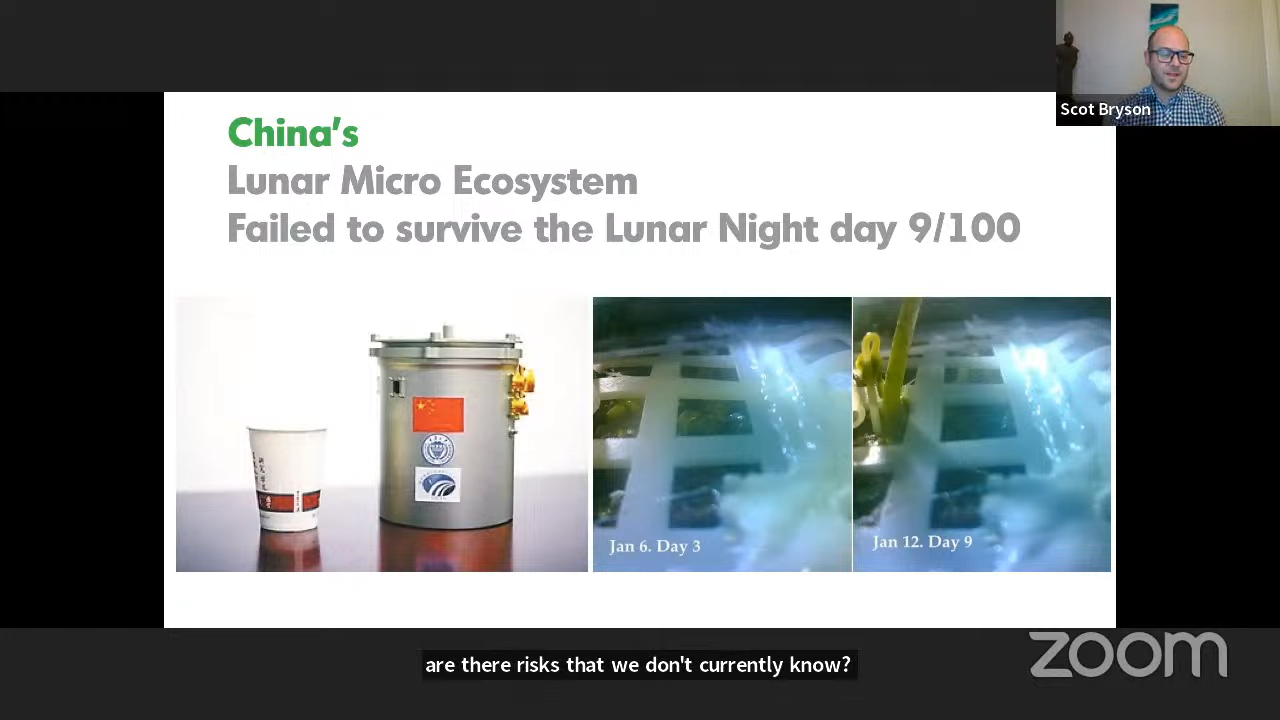 Scot Bryson
China's
Lunar Micro Ecosystem
Failed to survive the Lunar Night day 9/100
Jan 6. Day 3
Jan 12. Day 9
are there risks that we don't currently know?
zoom